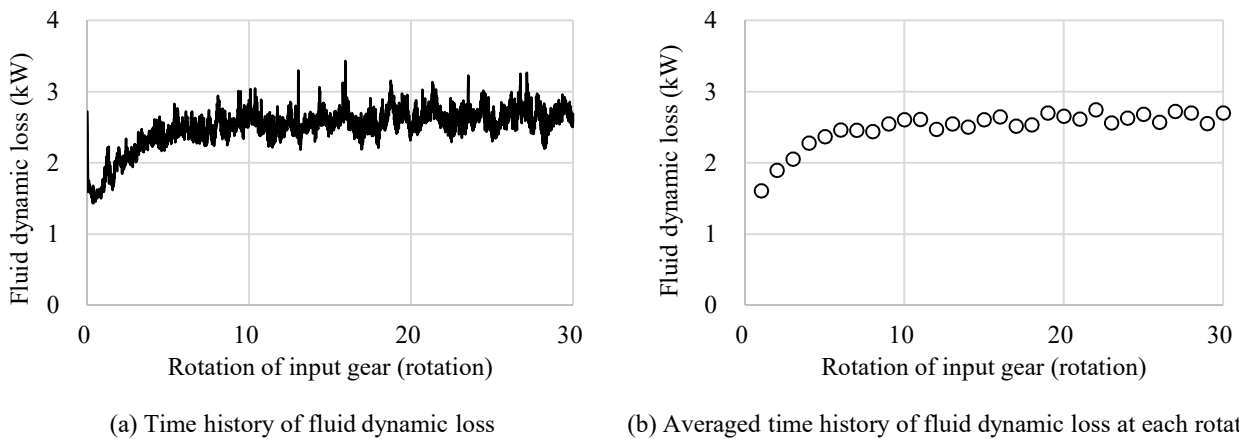 4
3
2
1
0
Fluid dynamic loss (kW)
0 10 20 30
Rotation of input gear (rotation)
(a) Time history of fluid dynamic loss
4
3
2
1
0
Fluid dynamic loss (kW)
0 10 20 30
Rotation of input gear (rotation)
(b) Averaged time history of fluid dynamic loss at each rotat